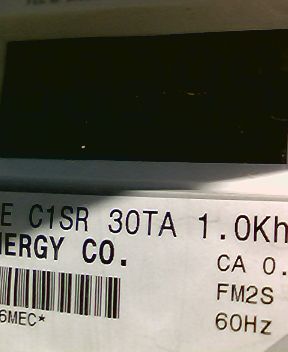 E C1SR 30TA 1.0Kh
NERGY CO.
CA 0.
FM2S
6MEC*
60Hz